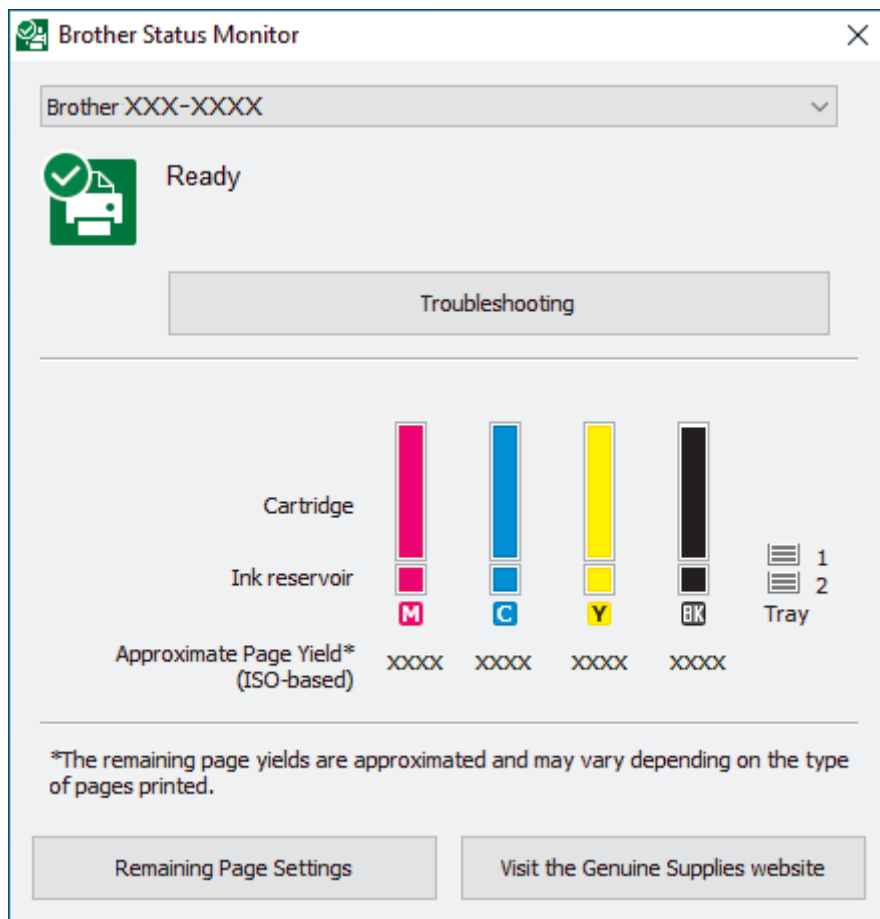 Brother Status Monitor
Brother XXX-XXXX
Ready
Troubleshooting
Cartridge
Ink reservoir
1
2
M C Y BK Tray
Approximate Page Yield* XXXX XXXX XXXX XXXX
(ISO-based)
*The remaining page yields are approximated and may vary depending on the type
of pages printed.
Remaining Page Settings Visit the Genuine Supplies website